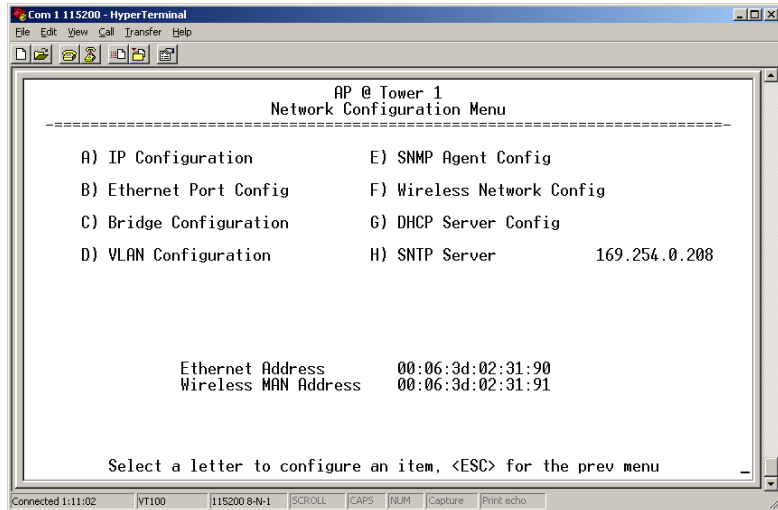 Com 1 115200 - HyperTerminal
File Edit View Call Transfer Help
AP @ Tower 1
Network Configuration Menu
-==========================================================================-
A) IP Configuration E) SNMP Agent Config
B) Ethernet Port Config F) Wireless Network Config
C) Bridge Configuration G) DHCP Server Config
D) VLAN Configuration H) SNTP Server 169.254.0.208
Ethernet Address 00:06:3d:02:31:90
Wireless MAN Address 00:06:3d:02:31:91
Select a letter to configure an item, <ESC> for the prev menu _
Connected 1:11:02 VT100 115200 8-N-1 SCROLL CAPS NUM Capture Print echo